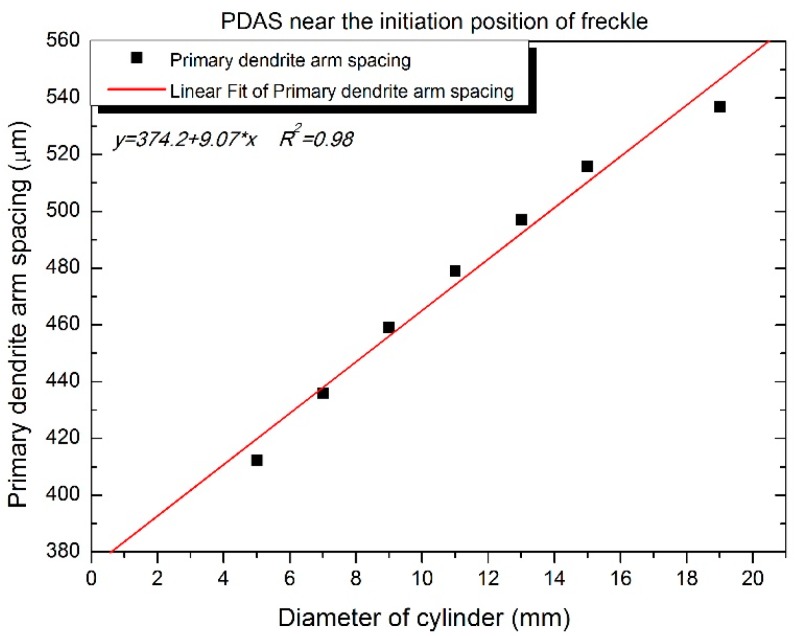 PDAS near the initiation position of freckle
560
Primary dendrite arm spacing
Linear Fit of Primary dendrite arm spacing
540
y=374.2+9.07*x R2=0.98
520
500
480
460
440
420
400
380
Primary dendrite arm spacing (μm)
0 2 4 6 8 10 12 14 16 18 20
Diameter of cylinder (mm)